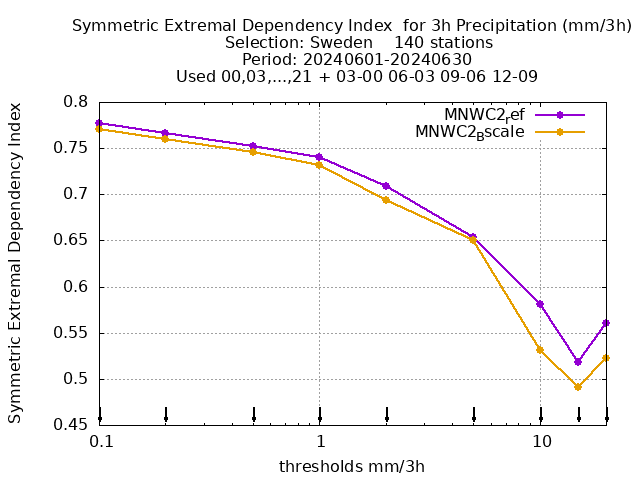 Symmetric Extremal Dependency Index  for 3h Precipitation (mm/3h)
Selection: Sweden    140 stations
Period: 20240601-20240630
Used 00,03,...,21 + 03-00 06-03 09-06 12-09
MNWC2ref
MNWC2Bscale
Symmetric Extremal Dependency Index
0.8
0.75
0.7
0.65
0.6
0.55
0.5
0.45
0.1 1 10
thresholds mm/3h